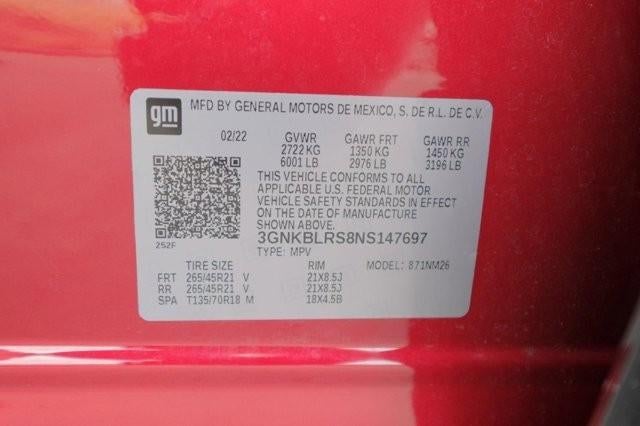 gm MFD BY GENERAL MOTORS DE MEXICO, S. DE R.L. DE C.V.
02/22 GVWR GAWR FRT GAWR RR
2722 KG 1350 KG 1450 KG
6001 LB 2976 LB 3196 LB
THIS VEHICLE CONFORMS TO ALL
APPLICABLE U.S. FEDERAL MOTOR
VEHICLE SAFETY STANDARDS IN EFFECT
ON THE DATE OF MANUFACTURE
SHOWN ABOVE.
252F 3GNKBLRS8NS147697
TYPE: MPV
TIRE SIZE RIM MODEL: 871NM26
FRT 265/45R21 V 21X8.5J
RR 265/45R21 V 21X8.5J
SPA T135/70R18 M 18X4.5B